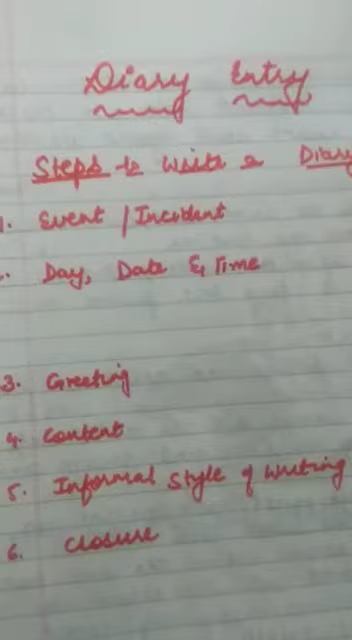 Diary Entry
Steps to write a Diary
1. Event / Incident
2. Day, Date & Time
3. Greeting
4. Content
5. Informal style of writing
6. Closure